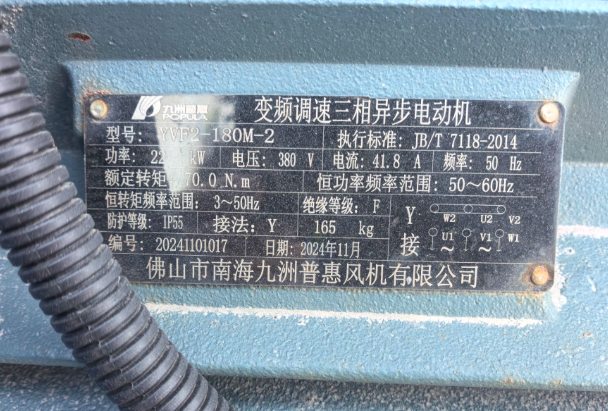 九洲普惠 POPULA 变频调速三相异步电动机
型号: YVF2-180M-2 执行标准: JB/T 7118-2014
功率: 22 kW 电压: 380 V 电流: 41.8 A 频率: 50 Hz
额定转矩 70.0 N.m 恒功率频率范围: 50~60Hz
恒转矩频率范围: 3~50Hz 绝缘等级: F
防护等级: IP55 接法: Y 165 kg
Y W2 U2 V2
接 U1 V1 W1
~ ~
编号: 20241101017 日期: 2024年11月
佛山市南海九洲普惠风机有限公司